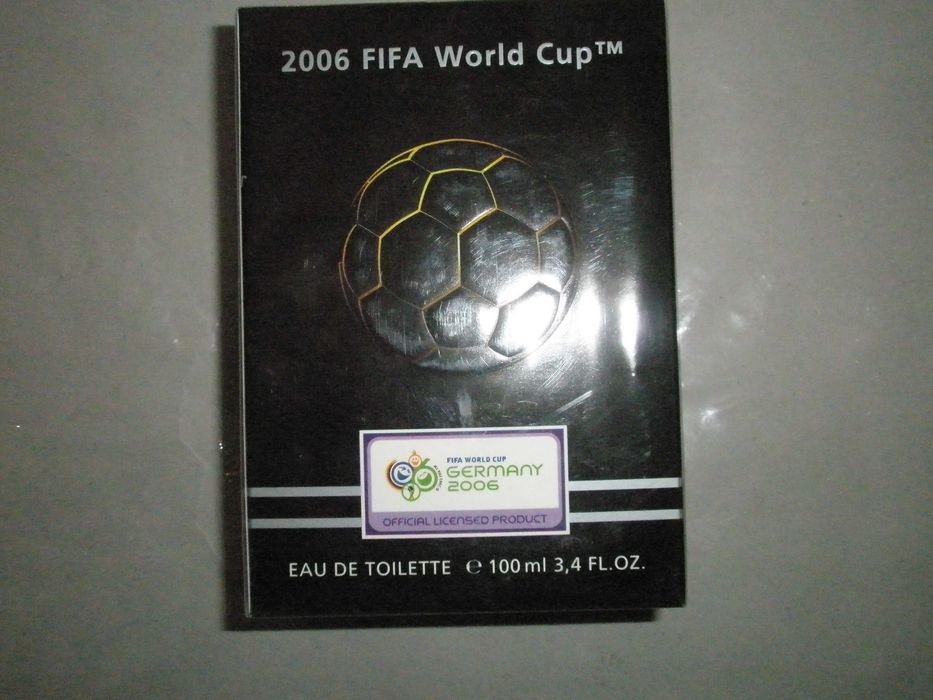 2006 FIFA World Cup™
FIFA WORLD CUP
GERMANY
2006
OFFICIAL LICENSED PRODUCT
EAU DE TOILETTE ℮ 100 ml 3,4 FL.OZ.